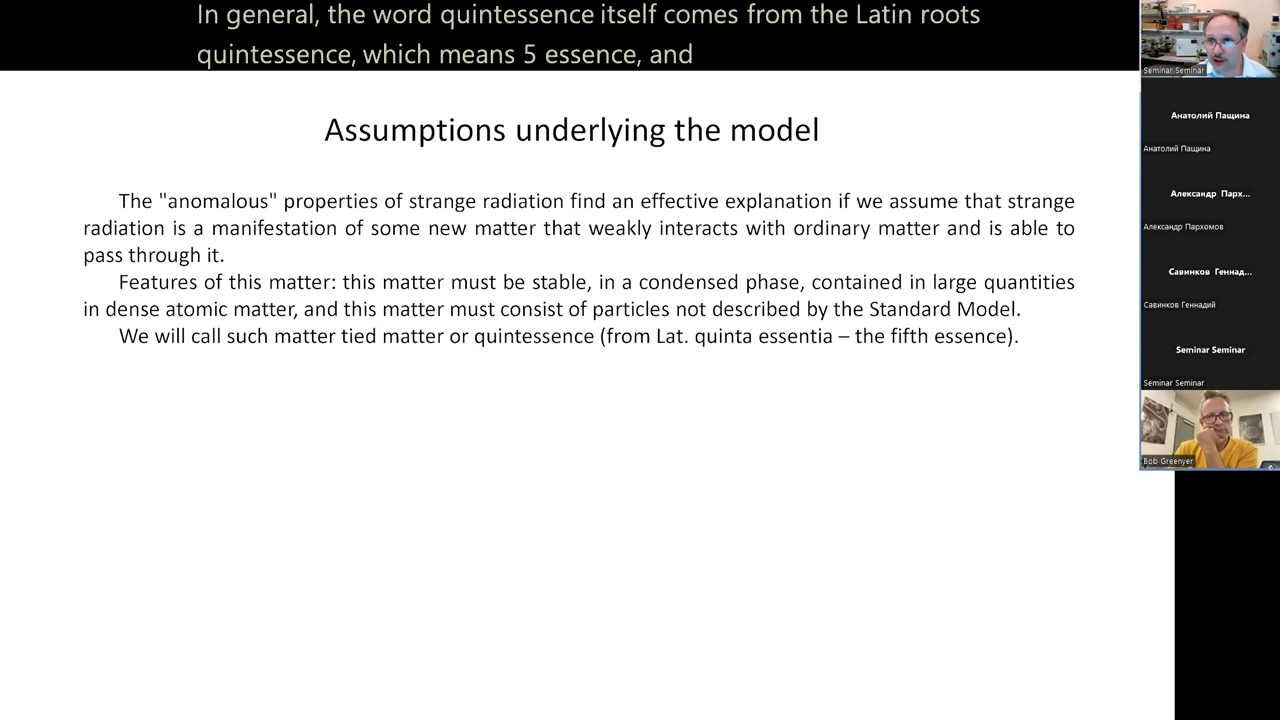 In general, the word quintessence itself comes from the Latin roots
quintessence, which means 5 essence, and
Assumptions underlying the model
The "anomalous" properties of strange radiation find an effective explanation if we assume that strange
radiation is a manifestation of some new matter that weakly interacts with ordinary matter and is able to
pass through it.
Features of this matter: this matter must be stable, in a condensed phase, contained in large quantities
in dense atomic matter, and this matter must consist of particles not described by the Standard Model.
We will call such matter tied matter or quintessence (from Lat. quinta essentia – the fifth essence).
Seminar Seminar
Анатолий Пащина
Анатолий Пащина
Александр Парх...
Александр Пархомов
Савинков Геннад...
Савинков Геннадий
Seminar Seminar
Seminar Seminar
Bob Greenyer